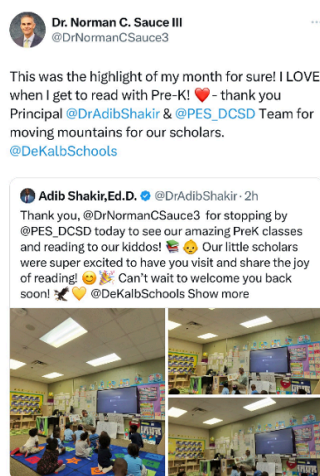 Dr. Norman C. Sauce III
@DrNormanCSauce3
This was the highlight of my month for sure! I LOVE
when I get to read with Pre-K! ❤️ - thank you
Principal @DrAdibShakir & @PES_DCSD Team for
moving mountains for our scholars.
@DeKalbSchools
Adib Shakir,Ed.D. @DrAdibShakir · 2h
Thank you, @DrNormanCSauce3 for stopping by
@PES_DCSD today to see our amazing PreK classes
and reading to our kiddos! 📚 👶 Our little scholars
were super excited to have you visit and share the joy
of reading! 😊 🎉 Can't wait to welcome you back
soon! 🦅 💛 @DeKalbSchools Show more